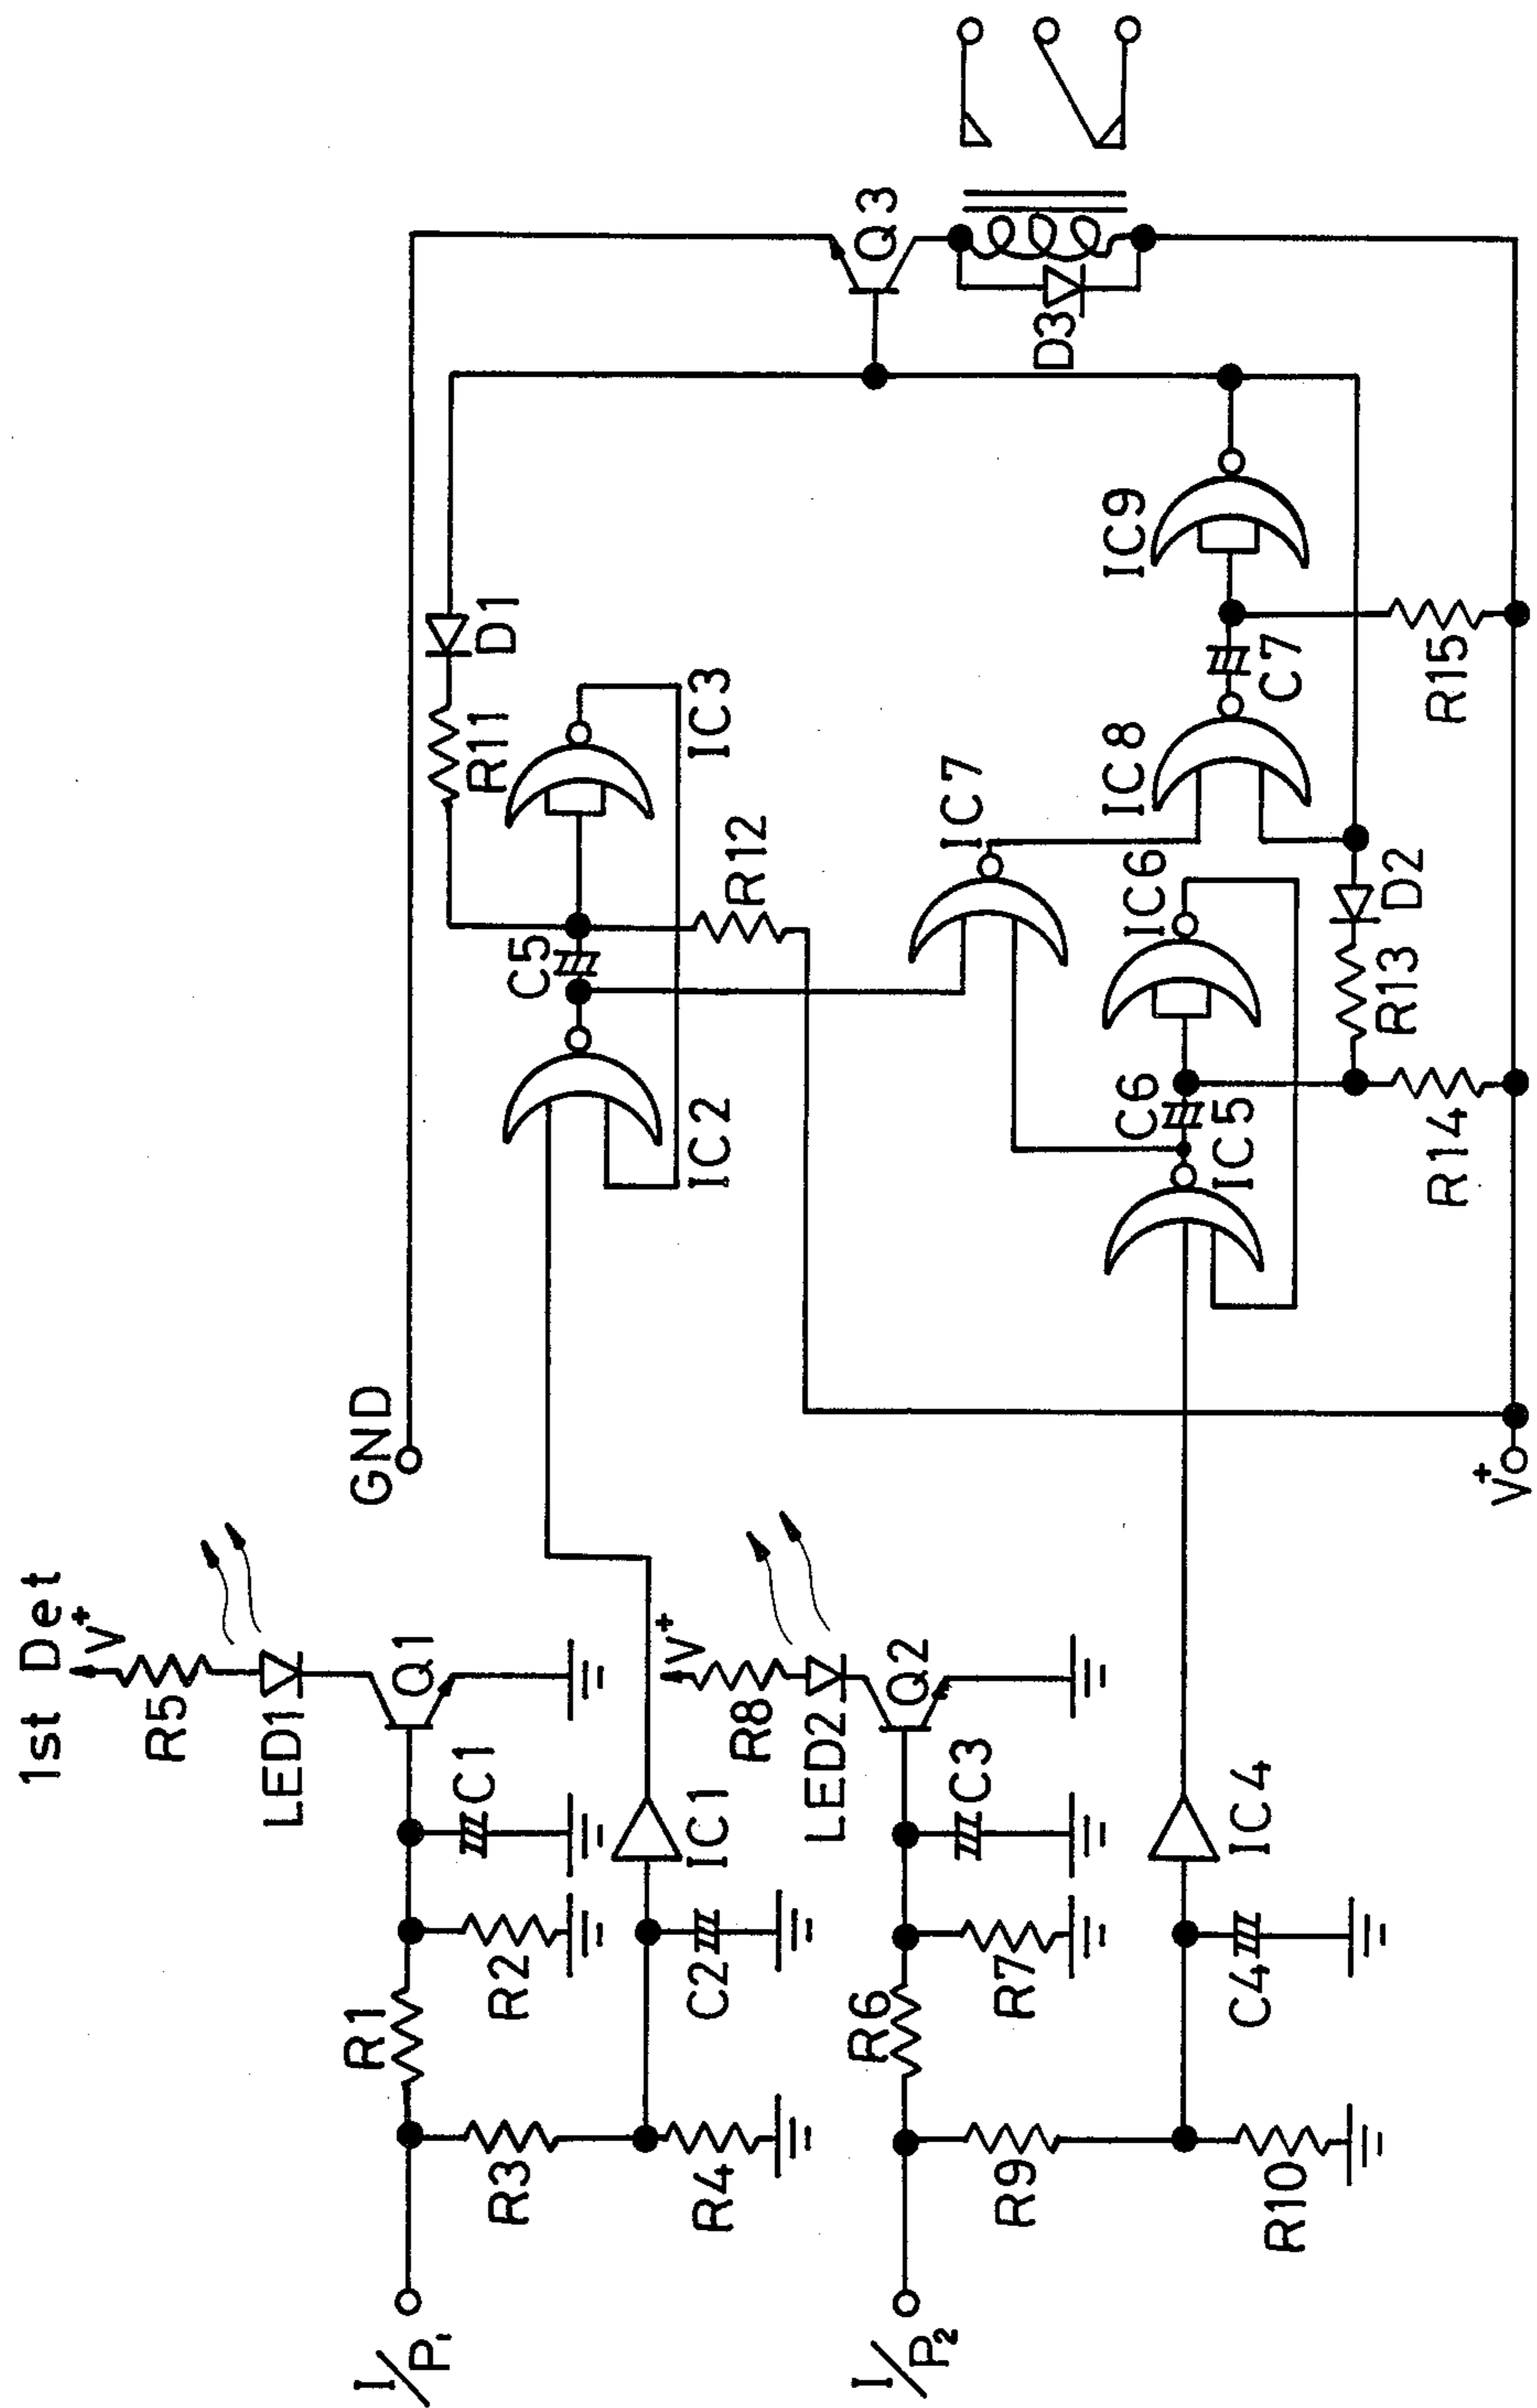 1st Det
V+
R5
LED1
Q1
R1
R2
C1
R3
R4
C2
IC1
I/P1
V+
R8
LED2
Q2
R6
R7
C3
R9
R10
C4
IC4
I/P2
GND
V+
IC2
C5
IC3
R11
D1
R12
IC7
IC5
C6
IC6
R14
R13
D2
IC8
C7
IC9
R15
Q3
D3